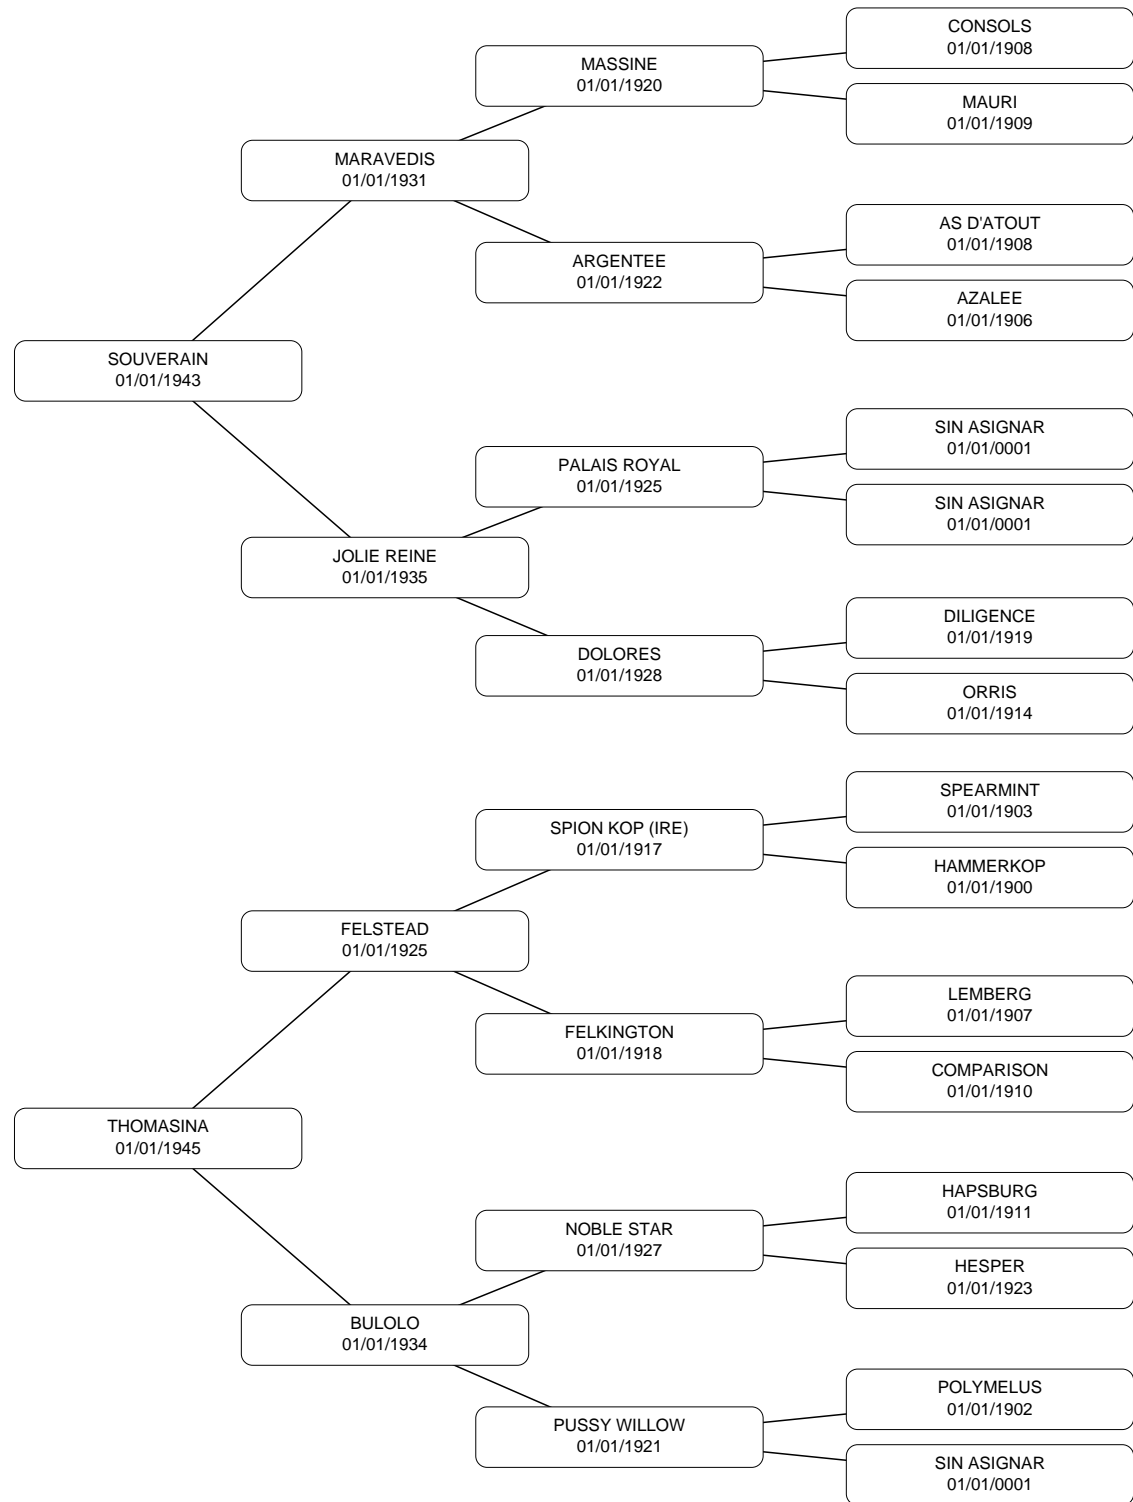 CONSOLS
01/01/1908
MASSINE
01/01/1920
MAURI
01/01/1909
MARAVEDIS
01/01/1931
AS D'ATOUT
01/01/1908
ARGENTEE
01/01/1922
AZALEE
01/01/1906
SOUVERAIN
01/01/1943
SIN ASIGNAR
01/01/0001
PALAIS ROYAL
01/01/1925
SIN ASIGNAR
01/01/0001
JOLIE REINE
01/01/1935
DILIGENCE
01/01/1919
DOLORES
01/01/1928
ORRIS
01/01/1914
SPEARMINT
01/01/1903
SPION KOP (IRE)
01/01/1917
HAMMERKOP
01/01/1900
FELSTEAD
01/01/1925
LEMBERG
01/01/1907
FELKINGTON
01/01/1918
COMPARISON
01/01/1910
THOMASINA
01/01/1945
HAPSBURG
01/01/1911
NOBLE STAR
01/01/1927
HESPER
01/01/1923
BULOLO
01/01/1934
POLYMELUS
01/01/1902
PUSSY WILLOW
01/01/1921
SIN ASIGNAR
01/01/0001